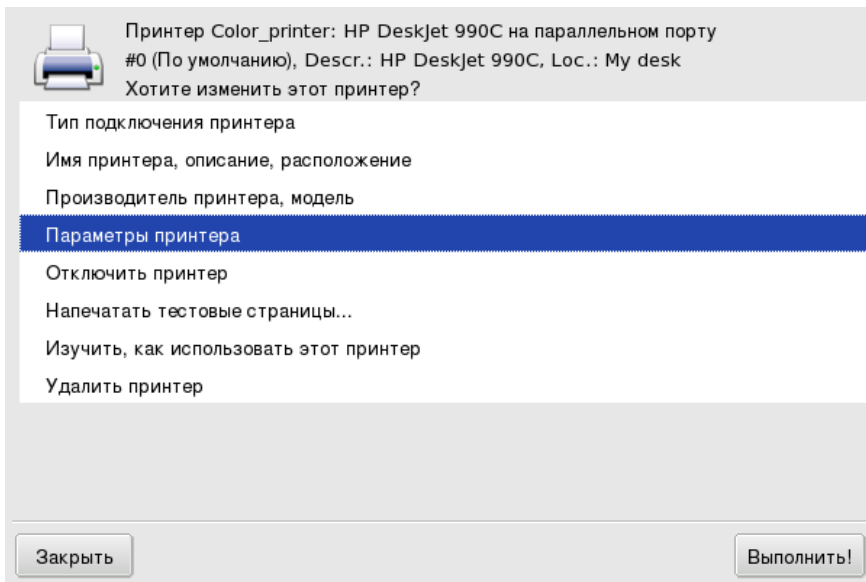 Принтер Color_printer: HP DeskJet 990C на параллельном порту
#0 (По умолчанию), Descr.: HP DeskJet 990C, Loc.: My desk
Хотите изменить этот принтер?
Тип подключения принтера
Имя принтера, описание, расположение
Производитель принтера, модель
Параметры принтера
Отключить принтер
Напечатать тестовые страницы...
Изучить, как использовать этот принтер
Удалить принтер
Закрыть
Выполнить!